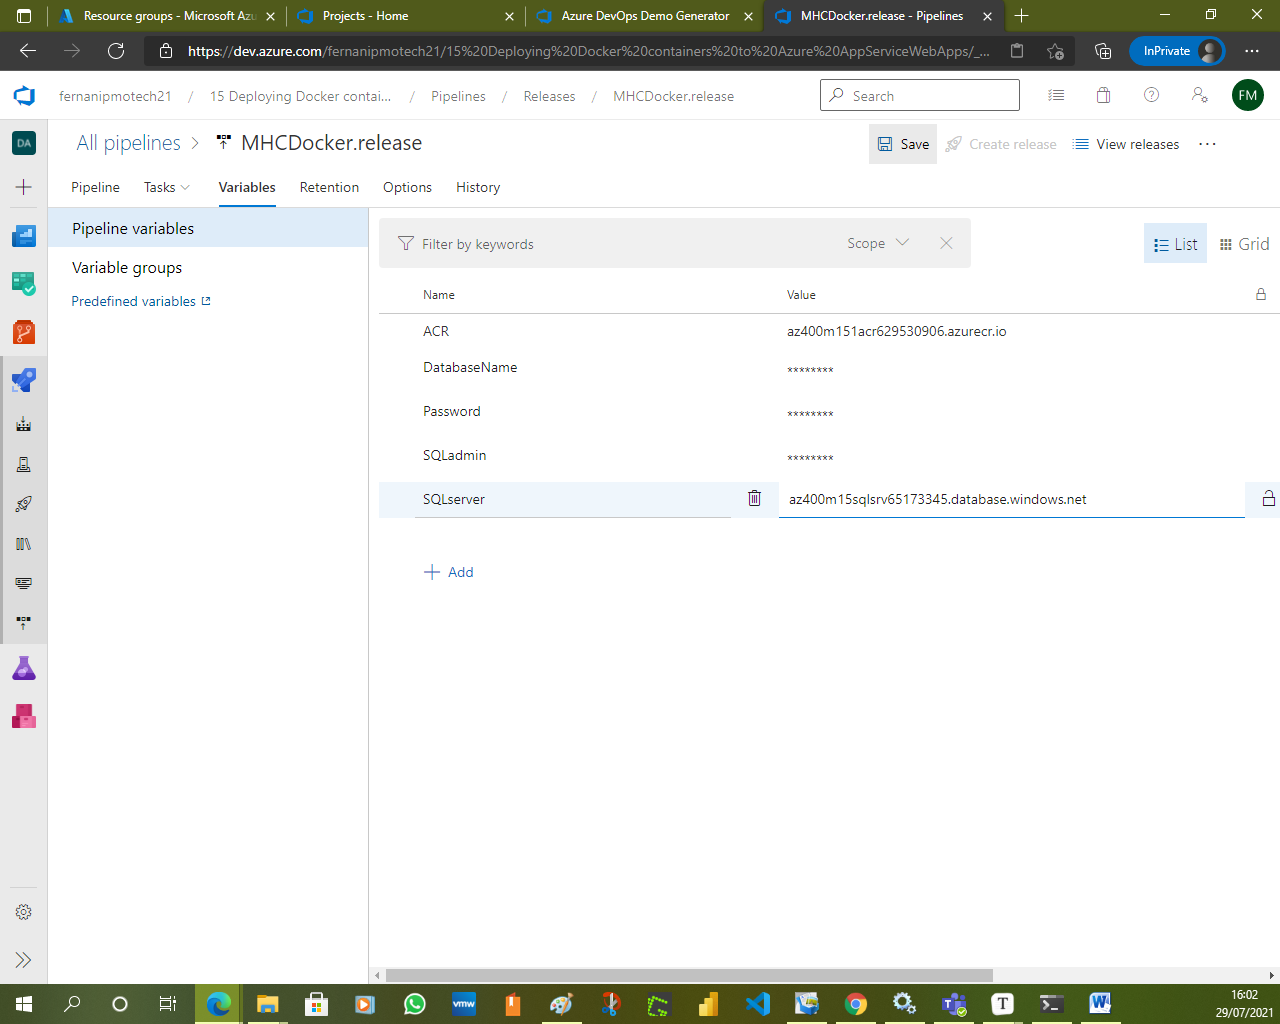 Resource groups - Microsoft Azu
Projects - Home
Azure DevOps Demo Generator
MHCDocker.release - Pipelines
https://dev.azure.com/fernanipmotech21/15%20Deploying%20Docker%20containers%20to%20Azure%20AppServiceWebApps/_...
InPrivate
fernanipmotech21 / 15 Deploying Docker contai... / Pipelines / Releases / MHCDocker.release
Search
FM
DA
All pipelines > MHCDocker.release
Save
Create release
View releases
Pipeline
Tasks
Variables
Retention
Options
History
Pipeline variables
Variable groups
Predefined variables
Filter by keywords
Scope
List
Grid
Name
Value
ACR
az400m151acr629530906.azurecr.io
DatabaseName
********
Password
********
SQLadmin
********
SQLserver
az400m15sqlsrv65173345.database.windows.net
Add
vmw
T
W
16:02
29/07/2021